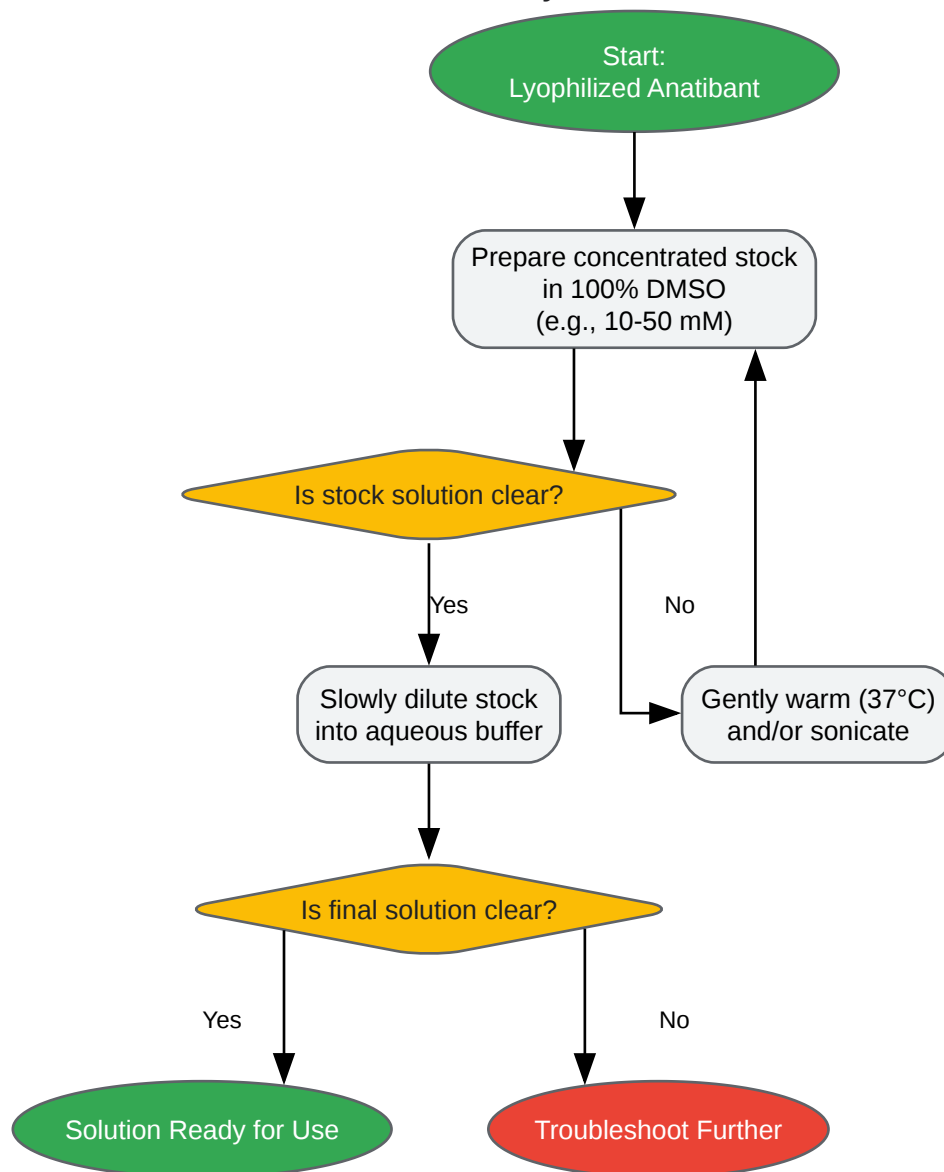 Start:
Lyophilized Anatibant
Prepare concentrated stock
in 100% DMSO
(e.g., 10-50 mM)
Is stock solution clear?
Yes
No
Slowly dilute stock
into aqueous buffer
Gently warm (37°C)
and/or sonicate
Is final solution clear?
Yes
No
Solution Ready for Use
Troubleshoot Further